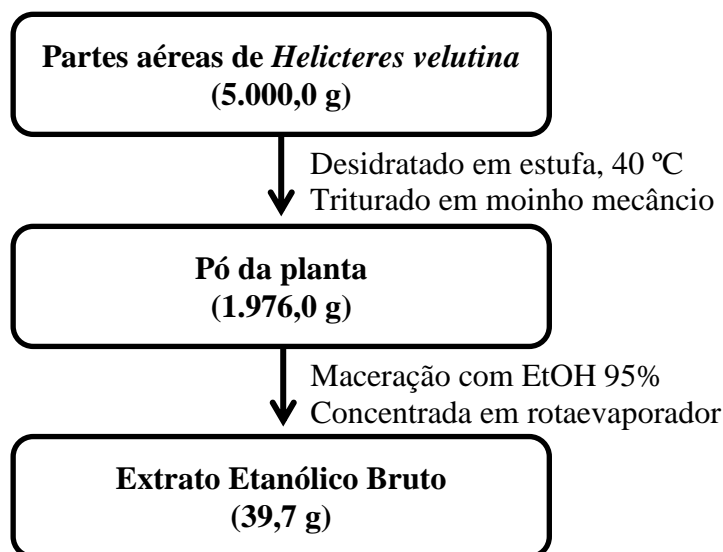 Partes aéreas de Helicteres velutina
(5.000,0 g)
Desidratado em estufa, 40 ºC
Triturado em moinho mecâncio
Pó da planta
(1.976,0 g)
Maceração com EtOH 95%
Concentrada em rotaevaporador
Extrato Etanólico Bruto
(39,7 g)